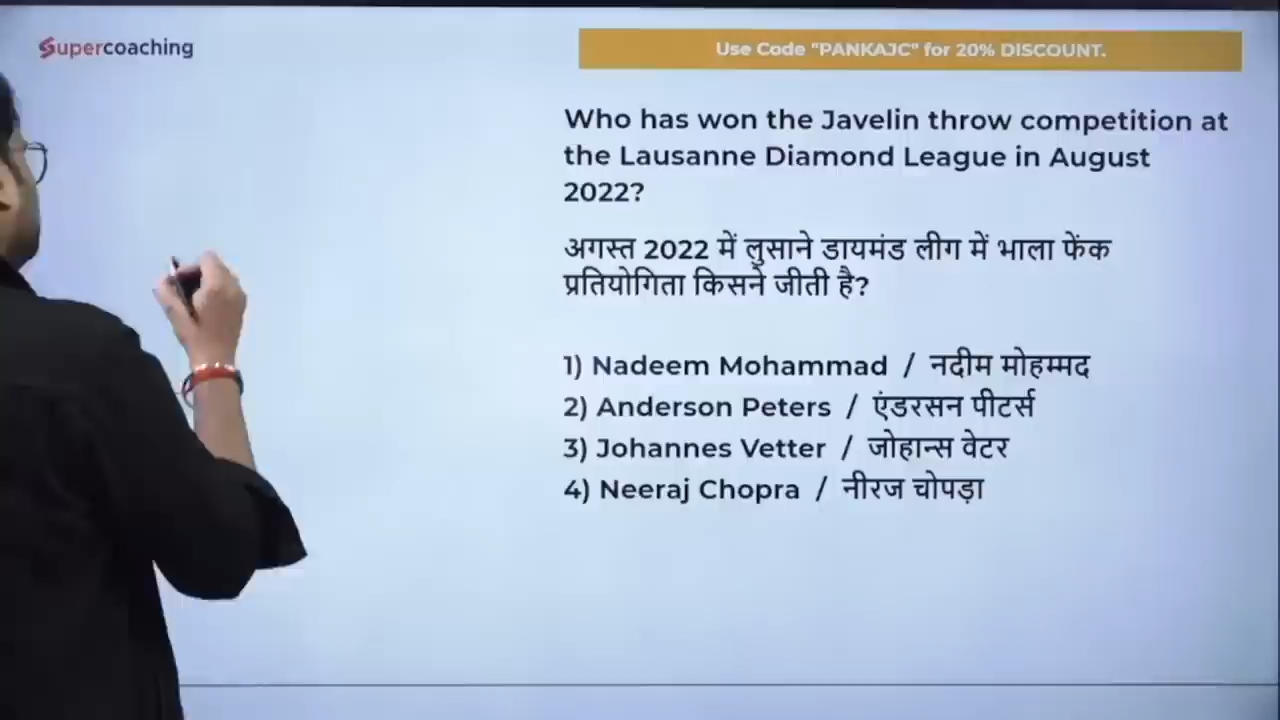 Supercoaching
Use Code "PANKAJC" for 20% DISCOUNT.
Who has won the Javelin throw competition at
the Lausanne Diamond League in August
2022?
अगस्त 2022 में लुसाने डायमंड लीग में भाला फेंक
प्रतियोगिता किसने जीती है?
1) Nadeem Mohammad / नदीम मोहम्मद
2) Anderson Peters / एंडरसन पीटर्स
3) Johannes Vetter / जोहान्स वेटर
4) Neeraj Chopra / नीरज चोपड़ा